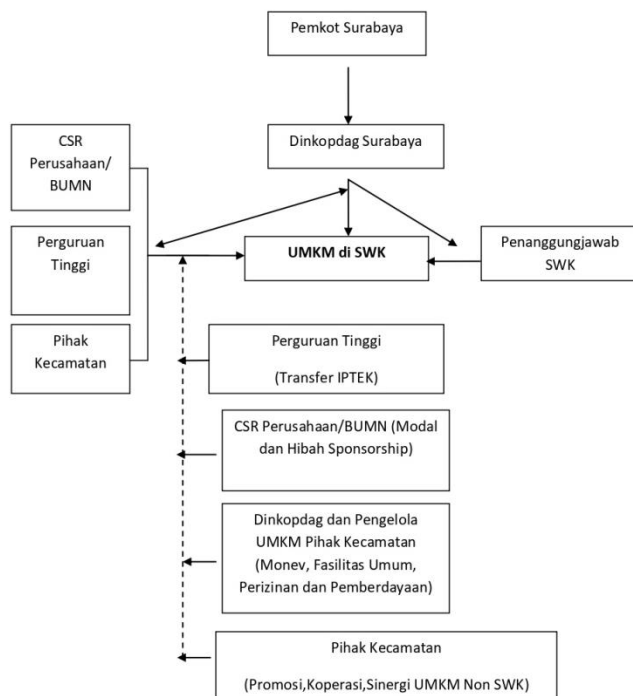 Pemkot Surabaya
Dinkopdag Surabaya
CSR
Perusahaan/
BUMN
Perguruan
Tinggi
Pihak
Kecamatan
UMKM di SWK
Penanggungjawab
SWK
Perguruan Tinggi
(Transfer IPTEK)
CSR Perusahaan/BUMN (Modal
dan Hibah Sponsorship)
Dinkopdag dan Pengelola
UMKM Pihak Kecamatan
(Monev, Fasilitas Umum,
Perizinan dan Pemberdayaan)
Pihak Kecamatan
(Promosi,Koperasi,Sinergi UMKM Non SWK)